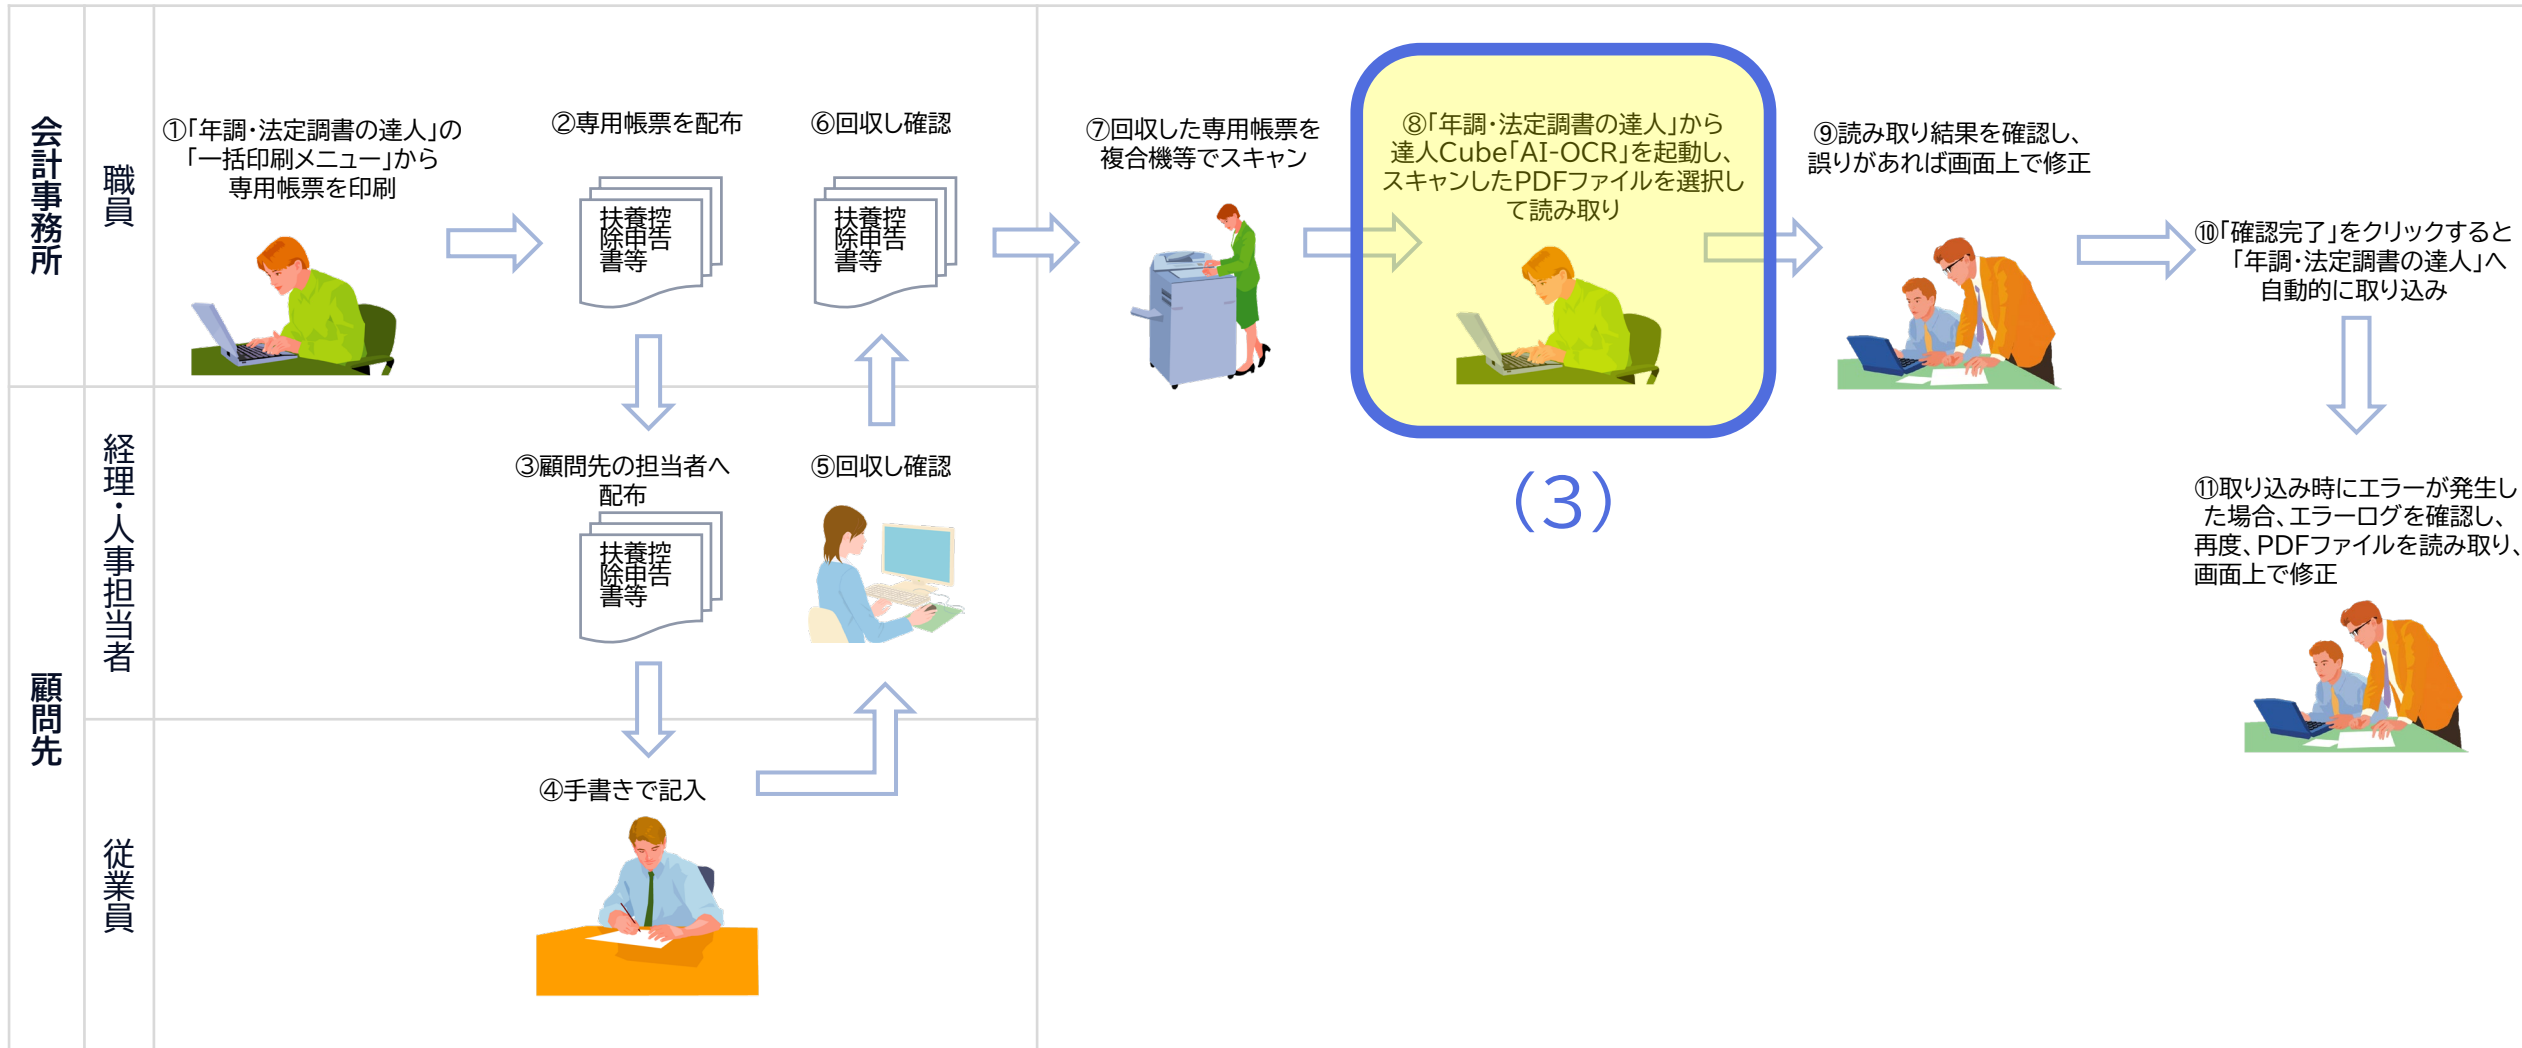 会計事務所
職員
①「年調・法定調書の達人」の
「一括印刷メニュー」から
専用帳票を印刷
②専用帳票を配布
扶養控
除申告
書等
⑥回収し確認
扶養控
除申告
書等
⑦回収した専用帳票を
複合機等でスキャン
⑧「年調・法定調書の達人」から
達人Cube「AI-OCR」を起動し、
スキャンしたPDFファイルを選択し
て読み取り
(3)
⑨読み取り結果を確認し、
誤りがあれば画面上で修正
⑩「確認完了」をクリックすると
「年調・法定調書の達人」へ
自動的に取り込み
⑪取り込み時にエラーが発生し
た場合、エラーログを確認し、
再度、PDFファイルを読み取り、
画面上で修正
顧問先
経理・人事担当者
③顧問先の担当者へ
配布
扶養控
除申告
書等
⑤回収し確認
従業員
④手書きで記入